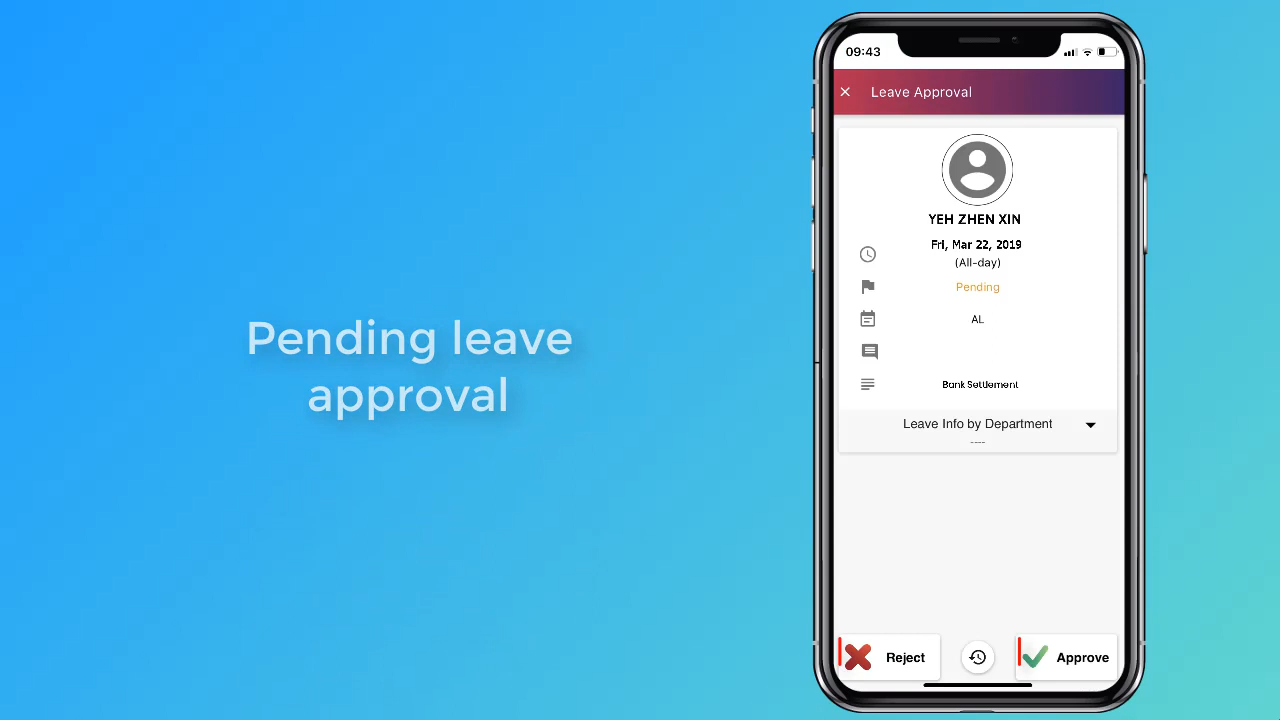 Pending leave
approval
09:43
Leave Approval
YEH ZHEN XIN
Fri, Mar 22, 2019
(All-day)
Pending
AL
Bank Settlement
Leave Info by Department
----
Reject
Approve